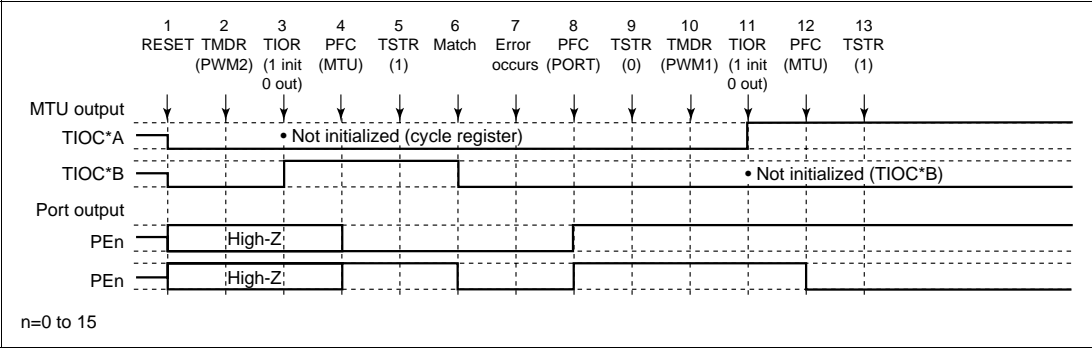 1 2 3 4 5 6 7 8 9 10 11 12 13
RESET TMDR TIOR PFC TSTR Match Error PFC TSTR TMDR TIOR PFC TSTR
(PWM2) (1 init (MTU) (1) occurs (PORT) (0) (PWM1) (1 init (MTU) (1)
0 out) 0 out)
MTU output
TIOC*A • Not initialized (cycle register)
TIOC*B • Not initialized (TIOC*B)
Port output
PEn High-Z
PEn High-Z
n=0 to 15